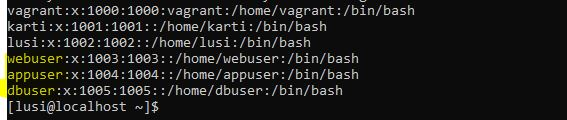 vagrant:x:1000:1000:vagrant:/home/vagrant:/bin/bash
karti:x:1001:1001::/home/karti:/bin/bash
lusi:x:1002:1002::/home/lusi:/bin/bash
webuser:x:1003:1003::/home/webuser:/bin/bash
appuser:x:1004:1004::/home/appuser:/bin/bash
dbuser:x:1005:1005::/home/dbuser:/bin/bash
[lusi@localhost ~]$